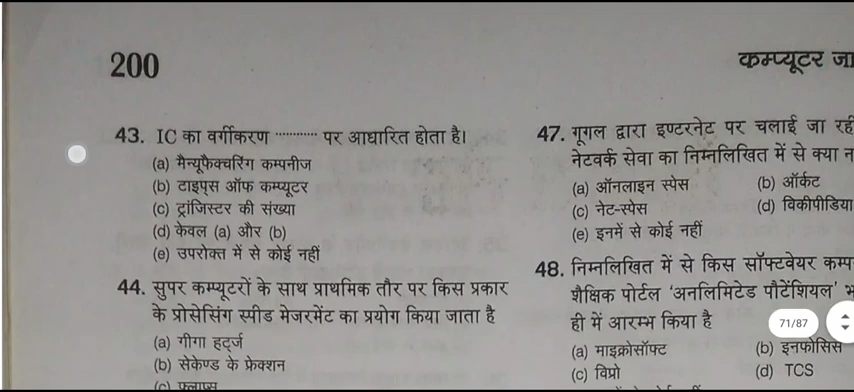 200
कम्प्यूटर
43. IC का वर्गीकरण ............ पर आधारित होता है।
(a) मैन्यूफैक्चरिंग कम्पनीज
(b) टाइप्स ऑफ कम्प्यूटर
(c) ट्रांजिस्टर की संख्या
(d) केवल (a) और (b)
(e) उपरोक्त में से कोई नहीं
44. सुपर कम्प्यूटरों के साथ प्राथमिक तौर पर किस प्रकार
के प्रोसेसिंग स्पीड मेजरमेंट का प्रयोग किया जाता है
(a) गीगा हर्ट्ज
(b) सेकेण्ड के फ्रेक्शन
(c) फ्लाप्स
47. गूगल द्वारा इण्टरनेट पर चलाई जा रही
नेटवर्क सेवा का निम्नलिखित में से क्या
(a) ऑनलाइन स्पेस (b) ऑर्कट
(c) नेट-स्पेस (d) विकीपीडिया
(e) इनमें से कोई नहीं
48. निम्नलिखित में से किस सॉफ्टवेयर
शैक्षिक पोर्टल ‘अनलिमिटेड पौटेंशियल’
ही में आरम्भ किया है
71/87
(a) माइक्रोसॉफ्ट (b) इनफोसिस
(c) विप्रो (d) TCS